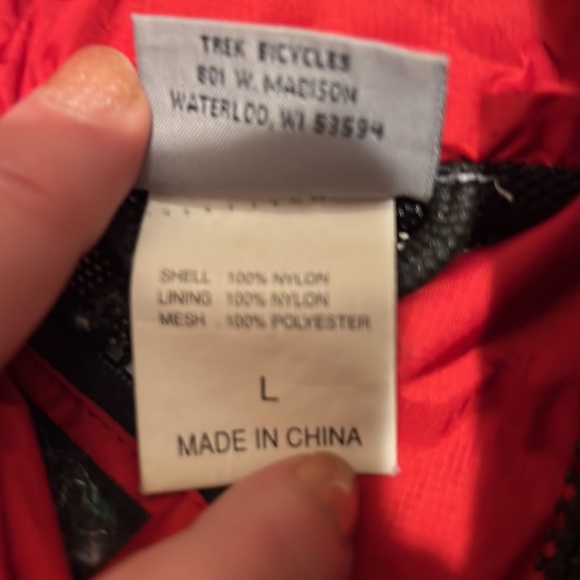 TREK BICYCLES
801 W. MADISON
WATERLOO, WI 53594
SHELL 100% NYLON
LINING 100% NYLON
MESH . 100% POLYESTER
L
MADE IN CHINA